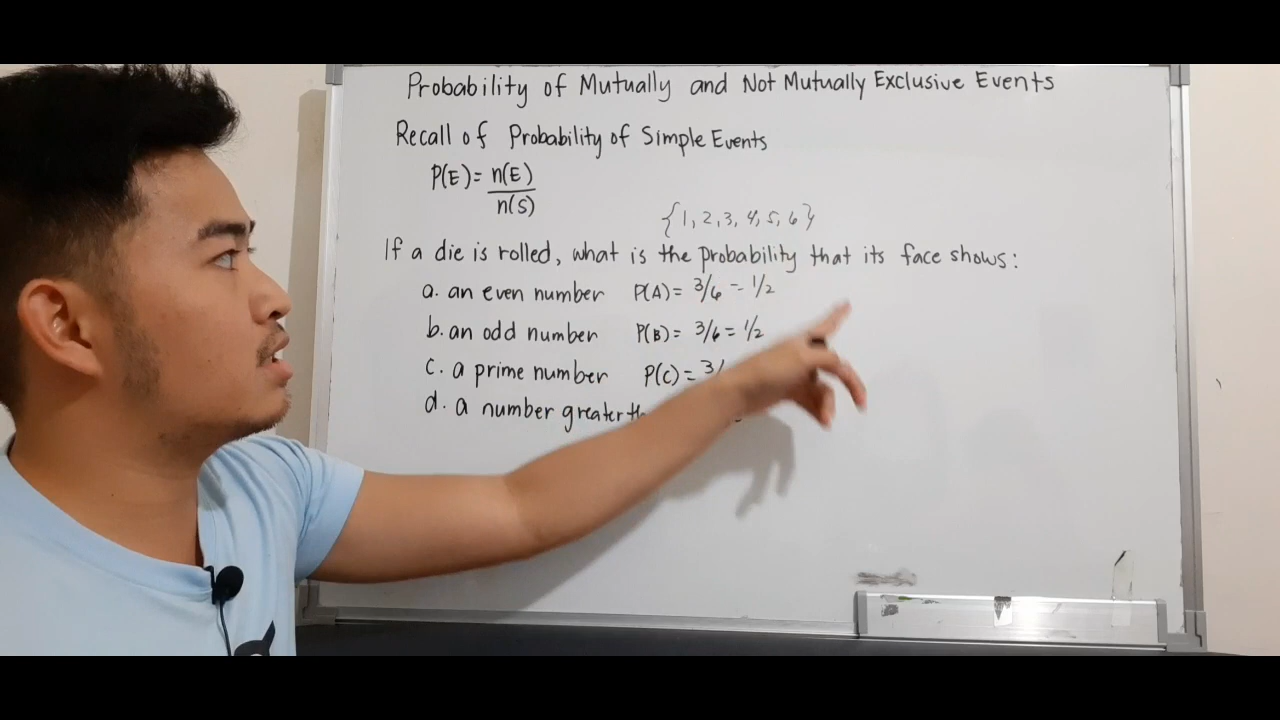 Probability of Mutually and Not Mutually Exclusive Events
Recall of Probability of Simple Events
P(E) = n(E)
n(S)
{1, 2, 3, 4, 5, 6}
If a die is rolled, what is the probability that its face shows:
a. an even number P(A) = 3/6 = 1/2
b. an odd number P(B) = 3/6 = 1/2
c. a prime number P(C) = 3/
d. a number greater